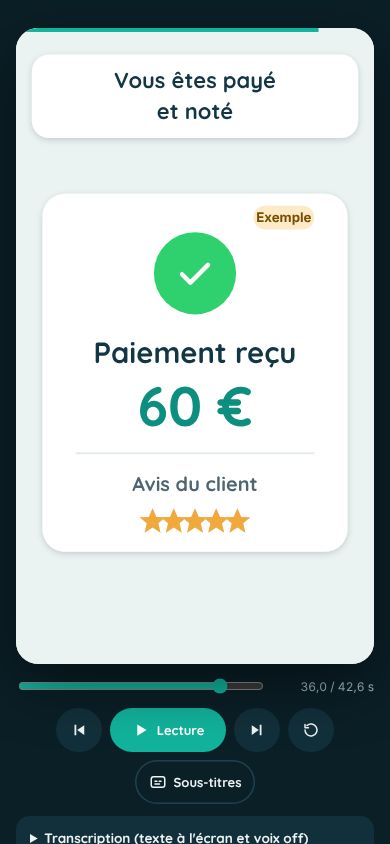 Vous êtes payé
et noté
Exemple
Paiement reçu
60 €
Avis du client
36,0 / 42,6 s
Lecture
Sous-titres
Transcription (texte à l'écran et voix off)